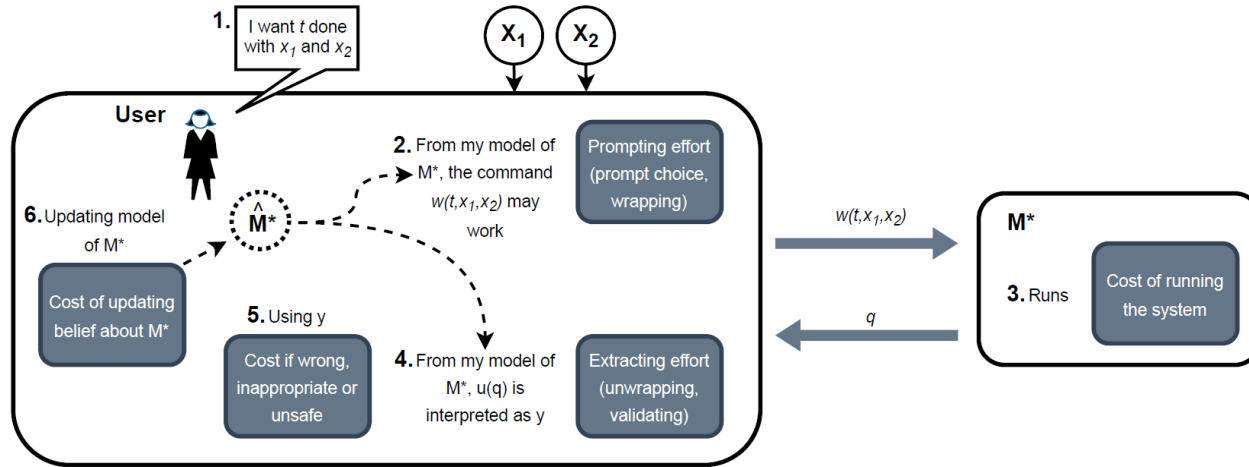 1.
I want t done
with x₁ and x₂
X₁
X₂
User
2. From my model of
M*, the command
w(t,x₁,x₂) may
work
Prompting effort
(prompt choice,
wrapping)
6. Updating model
of M*
^
M*
Cost of updating
belief about M*
5. Using y
Cost if wrong,
inappropriate or
unsafe
4. From my model of
M*, u(q) is
interpreted as y
Extracting effort
(unwrapping,
validating)
w(t,x₁,x₂)
q
M*
3. Runs
Cost of running
the system